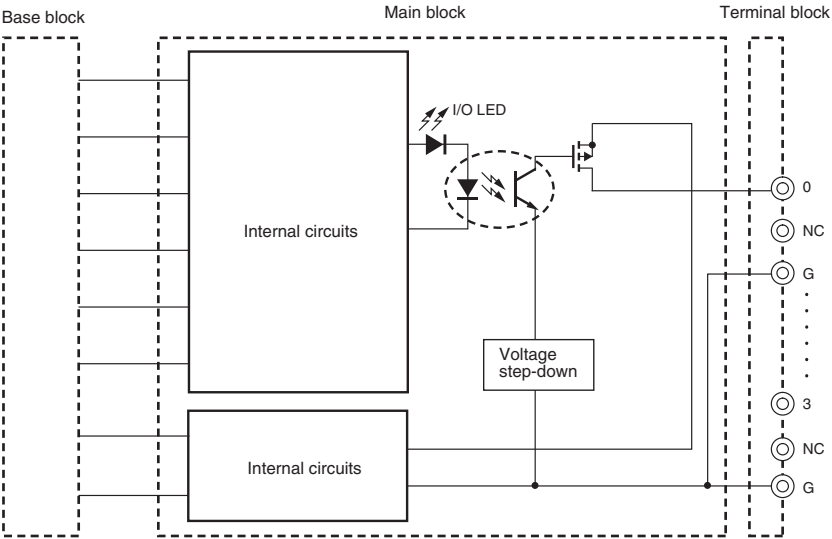 Base block
Main block
Terminal block
I/O LED
0
NC
Internal circuits
G
Voltage
step-down
3
NC
Internal circuits
G